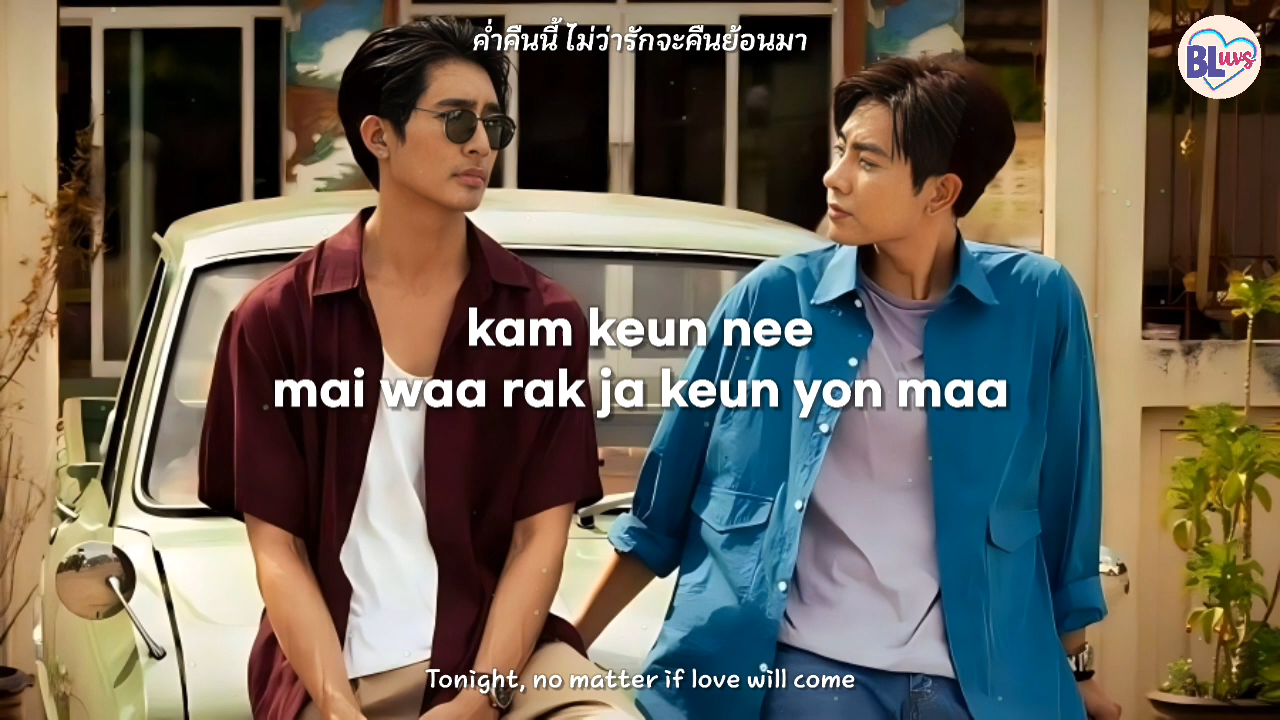 ค่ำคืนนี้ ไม่ว่ารักจะคืนย้อนมา
BLuvs
kam keun nee
mai waa rak ja keun yon maa
Tonight, no matter if love will come